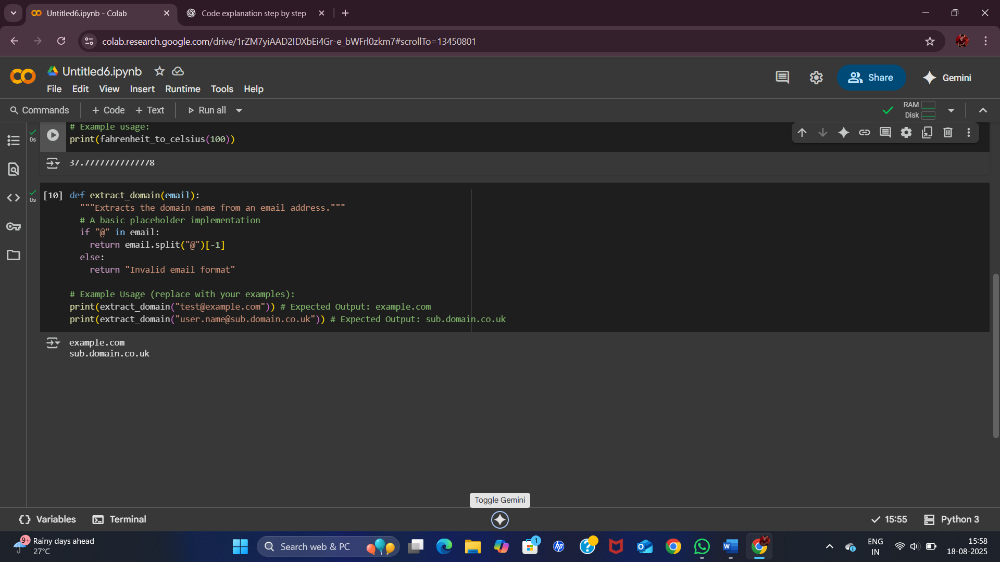 Untitled6.ipynb - Colab
Code explanation step by step
colab.research.google.com/drive/1rZM7yiAAD2IDXbEi4Gr-e_bWFrl0zkm7#scrollTo=13450801
Untitled6.ipynb
File Edit View Insert Runtime Tools Help
Share
Gemini
Commands + Code + Text Run all
RAM
Disk
0s
# Example usage:
print(fahrenheit_to_celsius(100))
37.77777777777778
0s
[10] def extract_domain(email):
"""Extracts the domain name from an email address."""
# A basic placeholder implementation
if "@" in email:
return email.split("@")[-1]
else:
return "Invalid email format"
# Example Usage (replace with your examples):
print(extract_domain("test@example.com")) # Expected Output: example.com
print(extract_domain("user.name@sub.domain.co.uk")) # Expected Output: sub.domain.co.uk
example.com
sub.domain.co.uk
Toggle Gemini
{} Variables Terminal
15:55 Python 3
9+
Rainy days ahead
27°C
Search web & PC
1
hp
ENG
IN
15:58
18-08-2025